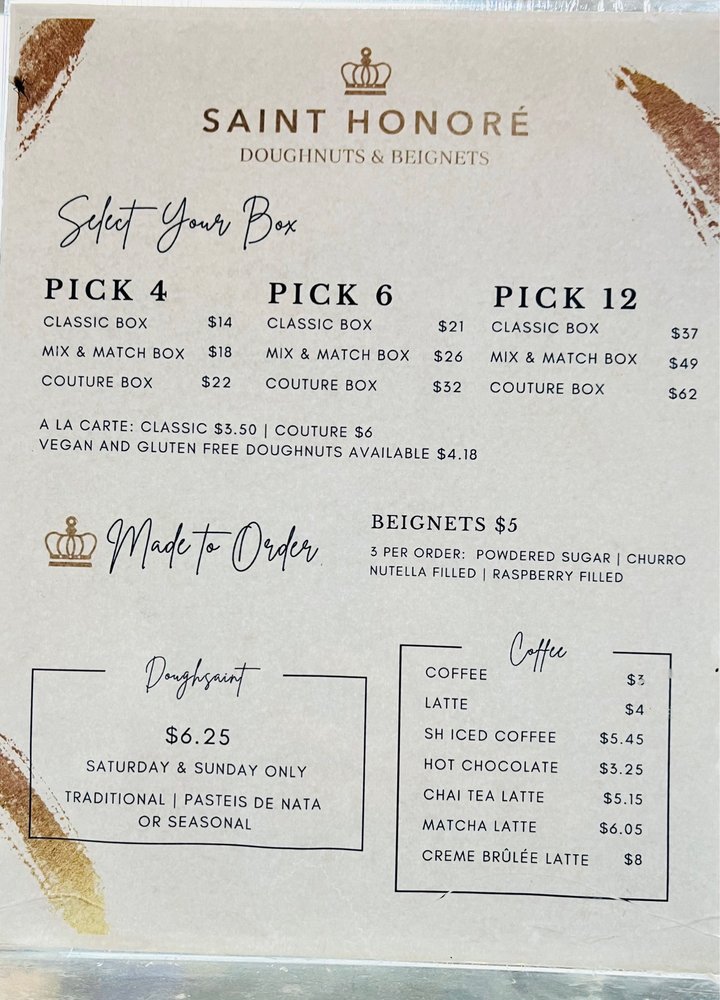 SAINT HONORÉ
DOUGHNUTS & BEIGNETS
Select Your Box
PICK 4
CLASSIC BOX $14
MIX & MATCH BOX $18
COUTURE BOX $22
PICK 6
CLASSIC BOX $21
MIX & MATCH BOX $26
COUTURE BOX $32
PICK 12
CLASSIC BOX $37
MIX & MATCH BOX $49
COUTURE BOX $62
A LA CARTE: CLASSIC $3.50 | COUTURE $6
VEGAN AND GLUTEN FREE DOUGHNUTS AVAILABLE $4.18
Made to Order
BEIGNETS $5
3 PER ORDER: POWDERED SUGAR | CHURRO
NUTELLA FILLED | RASPBERRY FILLED
Doughsaint
$6.25
SATURDAY & SUNDAY ONLY
TRADITIONAL | PASTEIS DE NATA
OR SEASONAL
Coffee
COFFEE $3
LATTE $4
SH ICED COFFEE $5.45
HOT CHOCOLATE $3.25
CHAI TEA LATTE $5.15
MATCHA LATTE $6.05
CREME BRÛLÉE LATTE $8